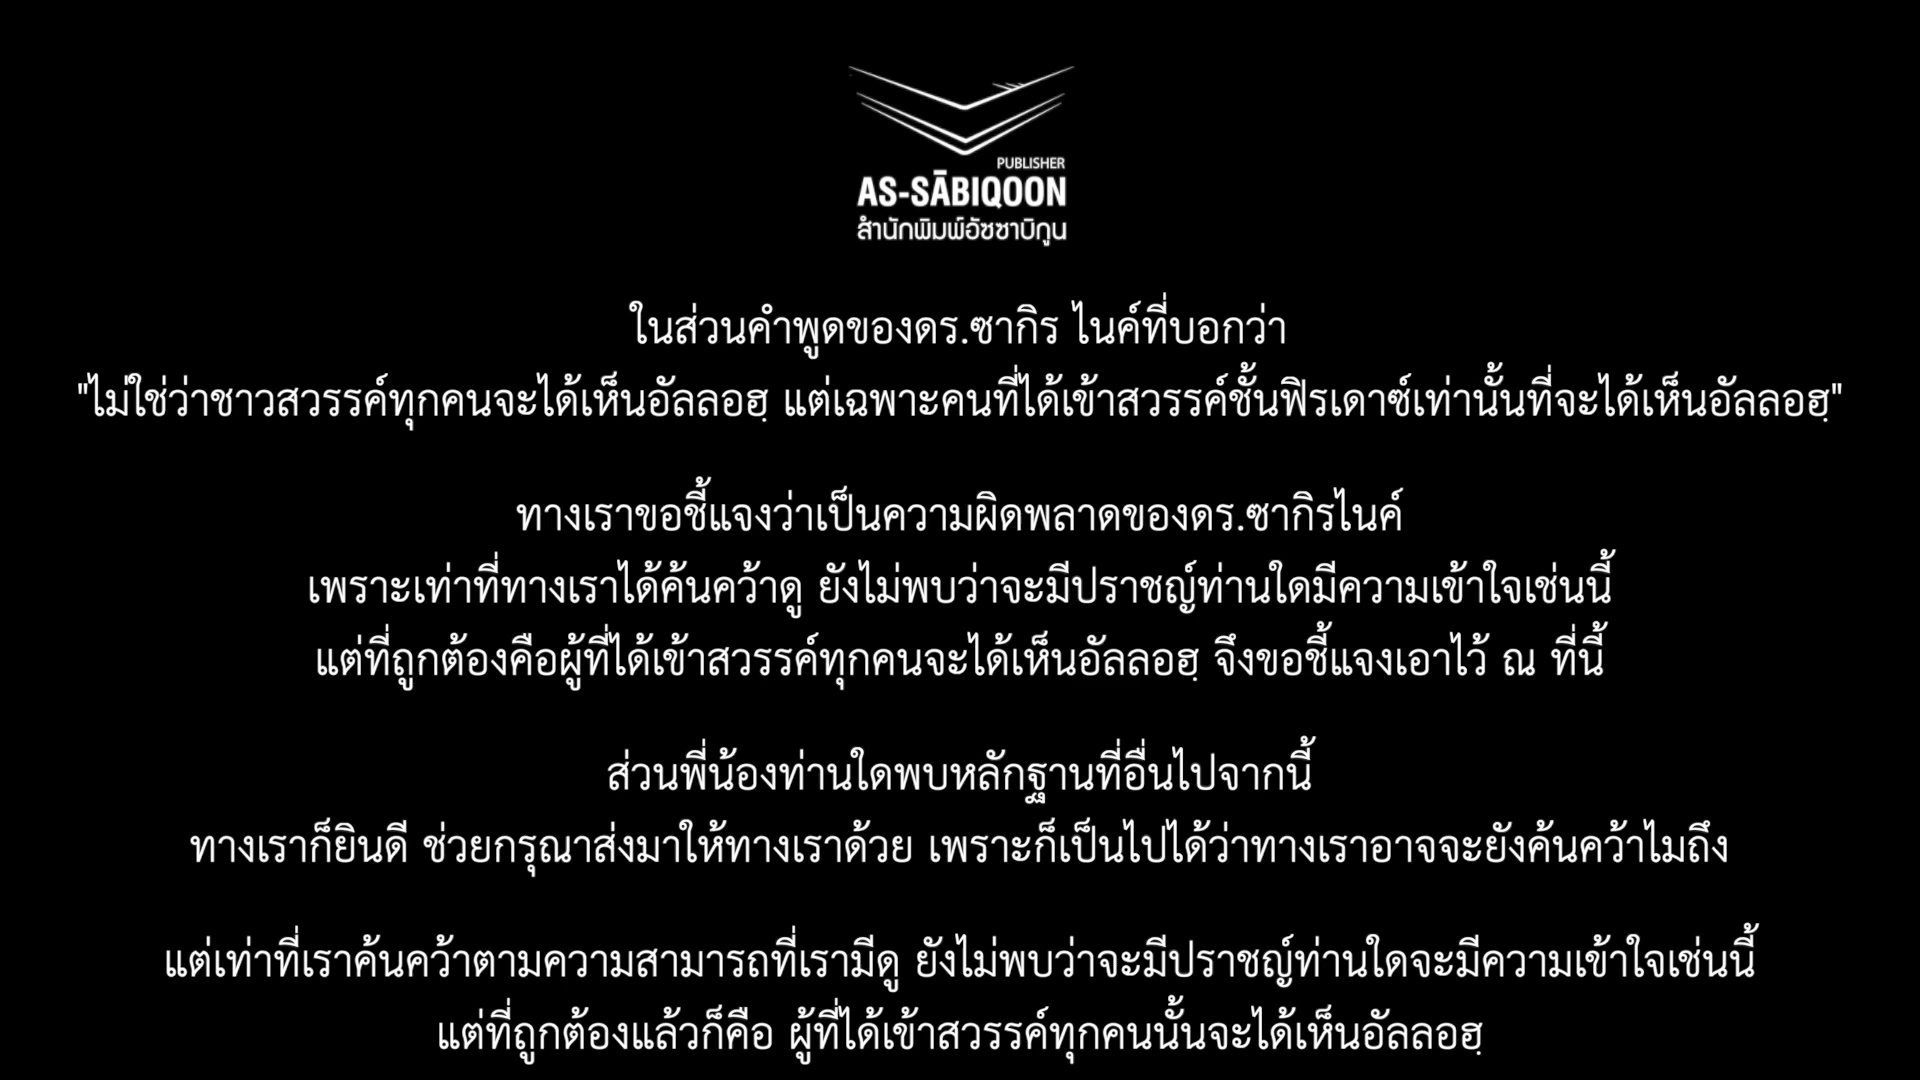 PUBLISHER
AS-SĀBIQOON
สำนักพิมพ์อัซซาบิกูน
ในส่วนคำพูดของดร.ซากิร ไนค์ที่บอกว่า
"ไม่ใช่ว่าชาวสวรรค์ทุกคนจะได้เห็นอัลลอฮฺ แต่เฉพาะคนที่ได้เข้าสวรรค์ชั้นฟิรเดาซ์เท่านั้นที่จะได้เห็นอัลลอฮฺ"
ทางเราขอชี้แจงว่าเป็นความผิดพลาดของดร.ซากิรไนค์
เพราะเท่าที่ทางเราได้ค้นคว้าดู ยังไม่พบว่าจะมีปราชญ์ท่านใดมีความเข้าใจเช่นนี้
แต่ที่ถูกต้องคือผู้ที่ได้เข้าสวรรค์ทุกคนจะได้เห็นอัลลอฮฺ จึงขอชี้แจงเอาไว้ ณ ที่นี้
ส่วนพี่น้องท่านใดพบหลักฐานที่อื่นไปจากนี้
ทางเราก็ยินดี ช่วยกรุณาส่งมาให้ทางเราด้วย เพราะก็เป็นไปได้ว่าทางเราอาจจะยังค้นคว้าไมถึง
แต่เท่าที่เราค้นคว้าตามความสามารถที่เรามีดู ยังไม่พบว่าจะมีปราชญ์ท่านใดจะมีความเข้าใจเช่นนี้
แต่ที่ถูกต้องแล้วก็คือ ผู้ที่ได้เข้าสวรรค์ทุกคนนั้นจะได้เห็นอัลลอฮฺ